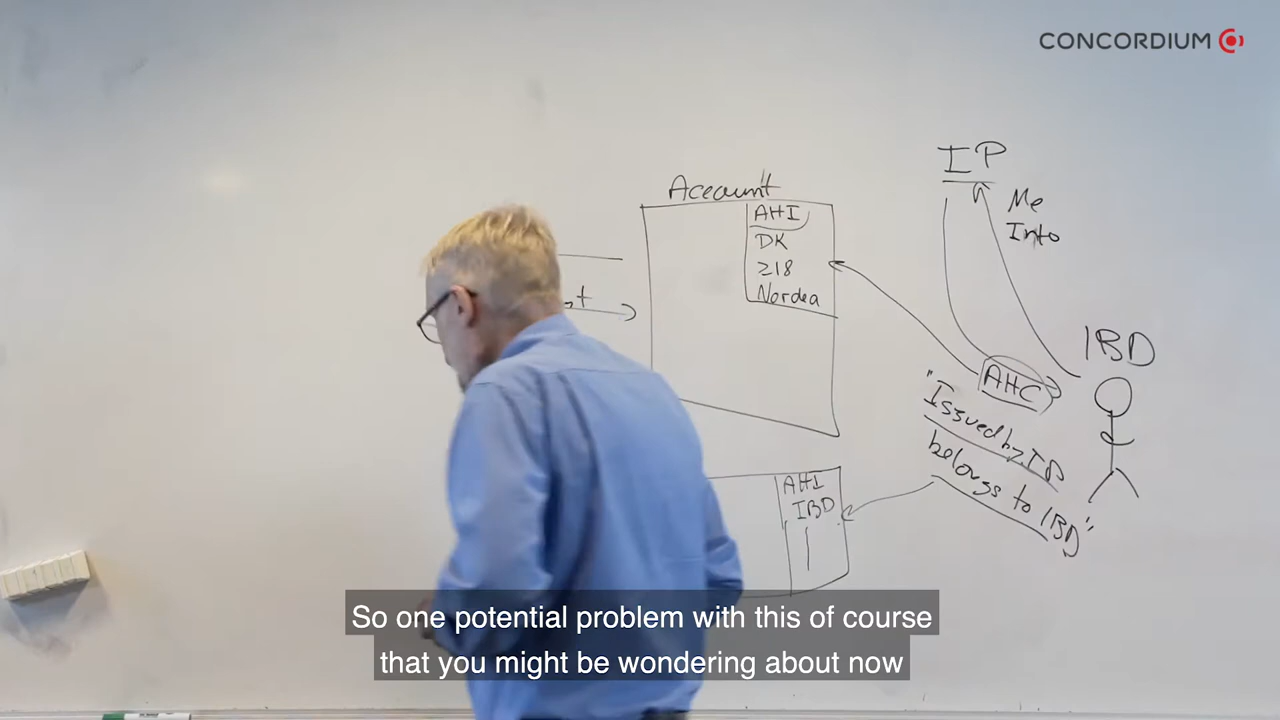 CONCORDIUM
IP
Me
Info
Account
AHI
DK
≥18
Nordea
IBD
AHC
"Issued by IP
belongs to IBD"
AHI
IBD
So one potential problem with this of course
that you might be wondering about now